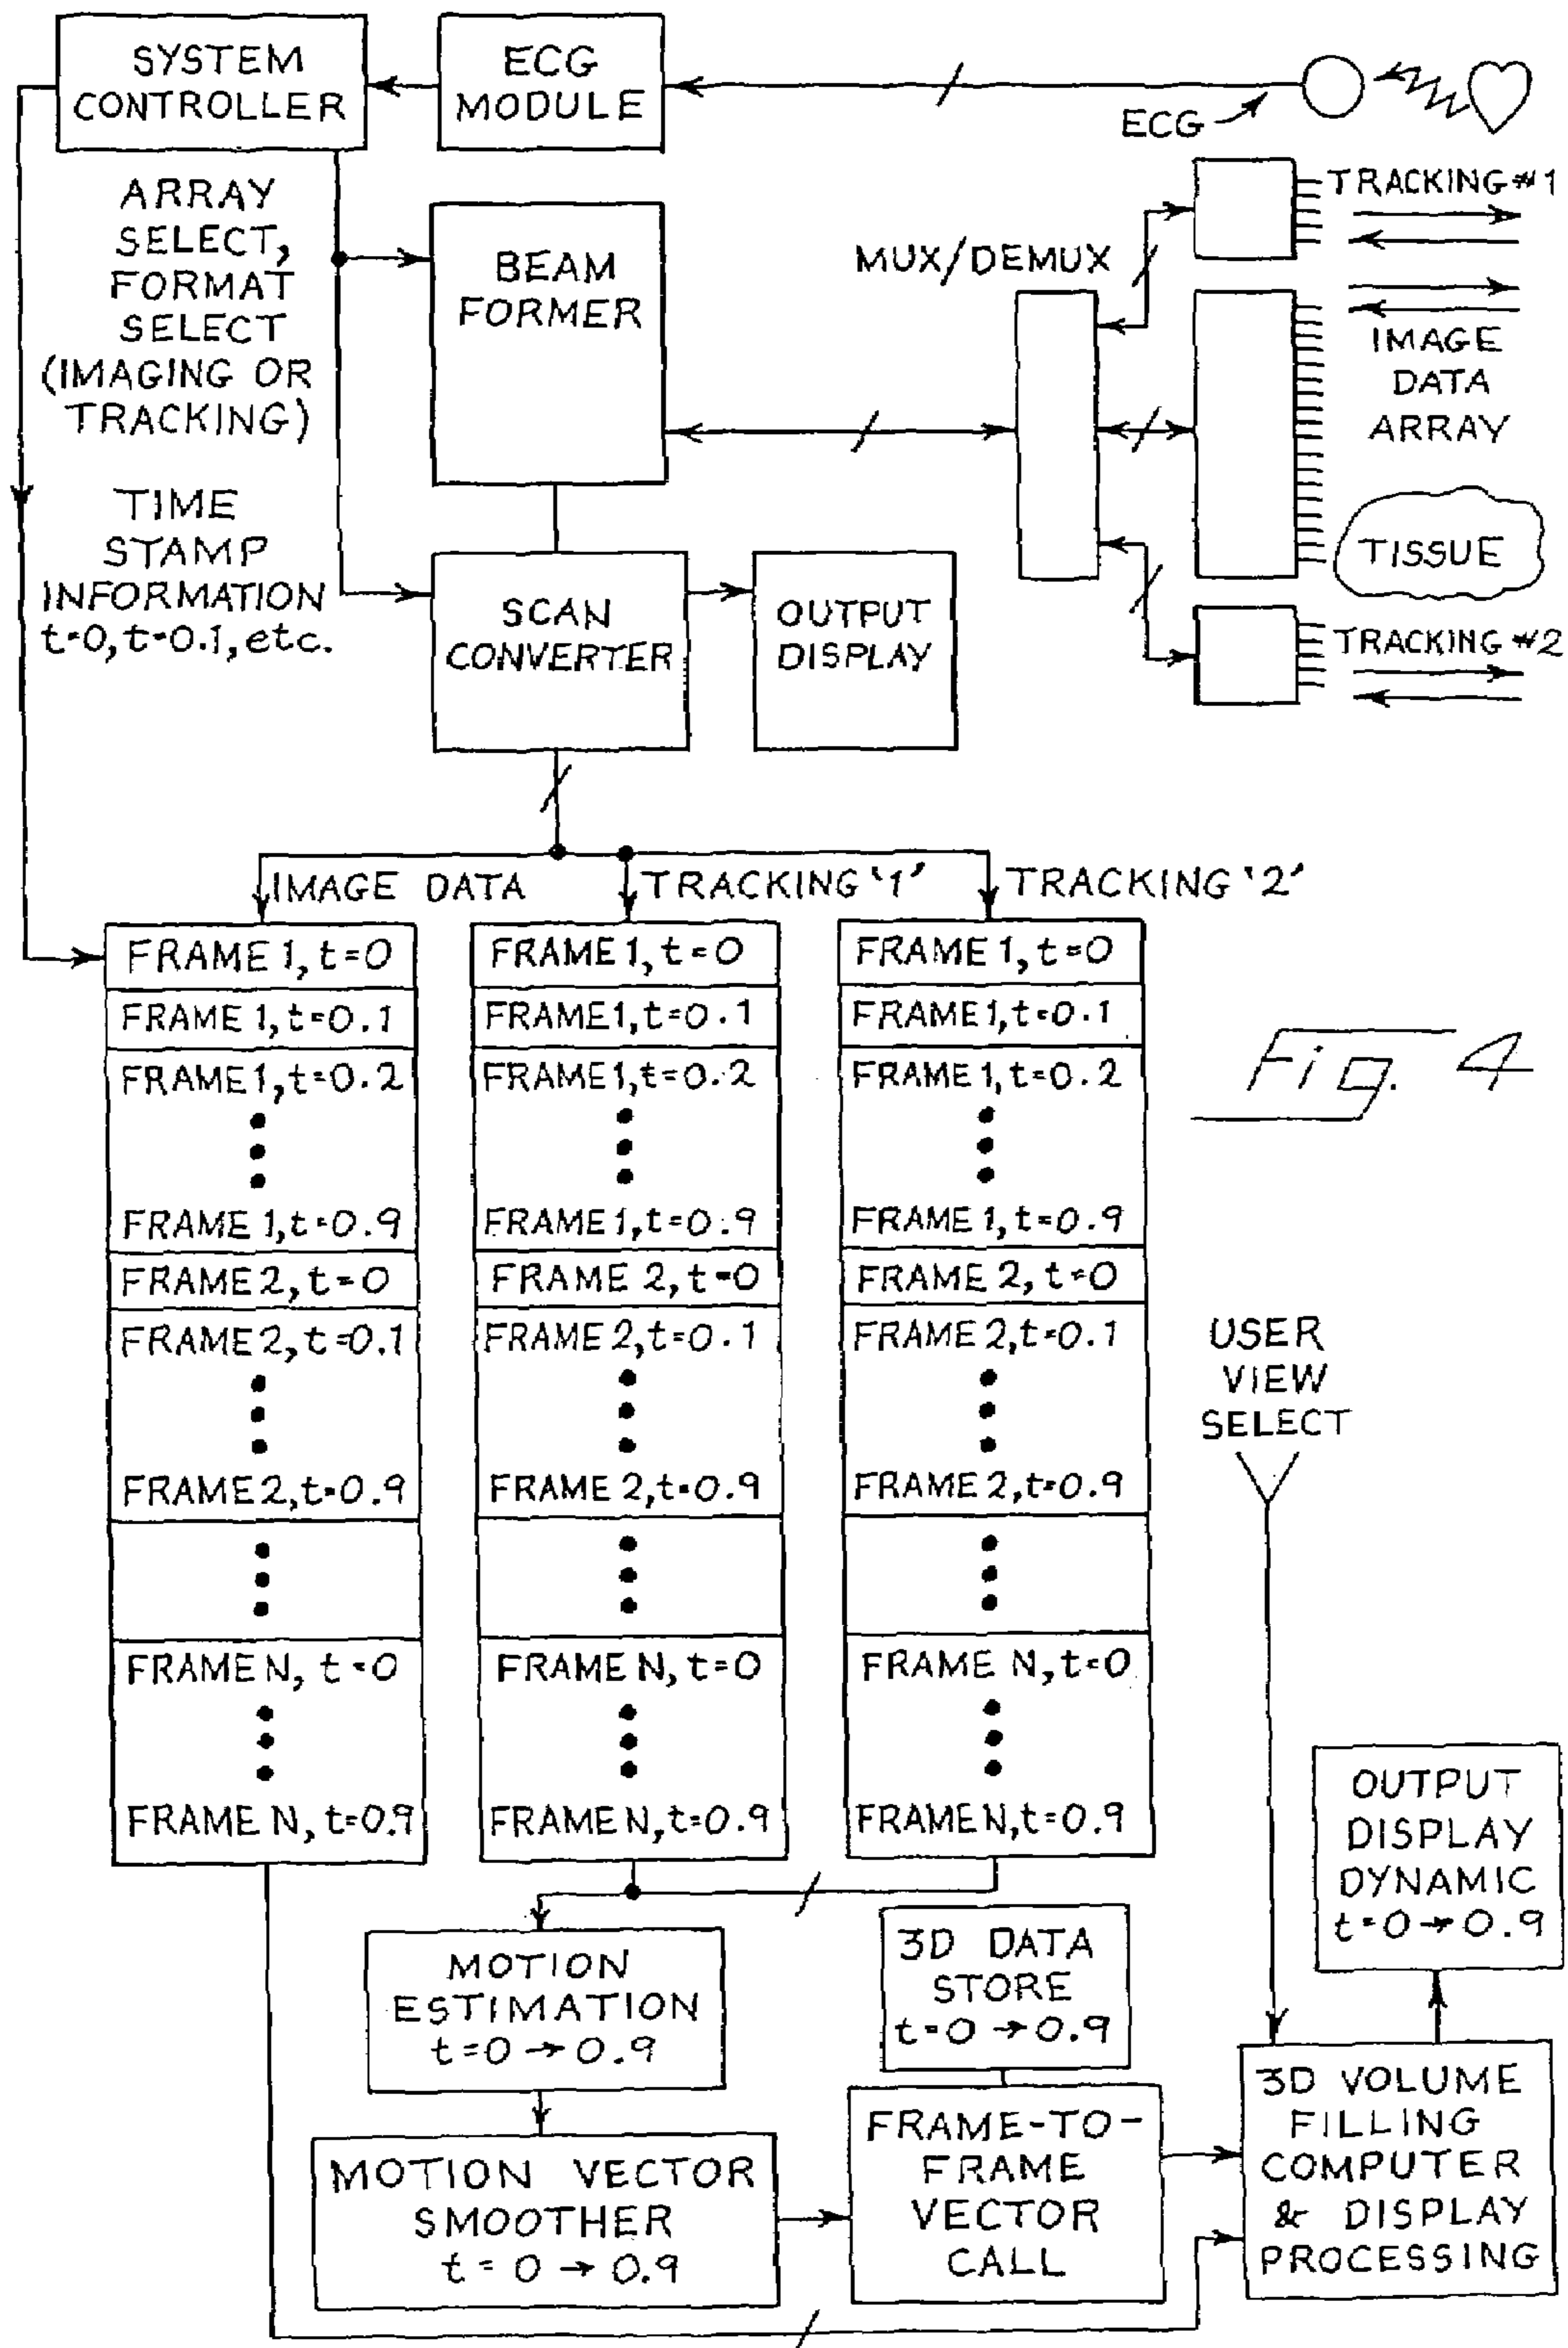 SYSTEM
CONTROLLER
ECG
MODULE
ECG
ARRAY
SELECT,
FORMAT
SELECT
(IMAGING OR
TRACKING)
BEAM
FORMER
MUX/DEMUX
TRACKING #1
IMAGE
DATA
ARRAY
TISSUE
TRACKING #2
TIME
STAMP
INFORMATION
t=0, t=0.1, etc.
SCAN
CONVERTER
OUTPUT
DISPLAY
IMAGE DATA
TRACKING '1'
TRACKING '2'
FRAME 1, t=0
FRAME 1, t=0.1
FRAME 1, t=0.2
FRAME 1, t=0.9
FRAME 2, t=0
FRAME 2, t=0.1
FRAME 2, t=0.9
FRAME N, t=0
FRAME N, t=0.9
FRAME 1, t=0
FRAME 1, t=0.1
FRAME 1, t=0.2
FRAME 1, t=0.9
FRAME 2, t=0
FRAME 2, t=0.1
FRAME 2, t=0.9
FRAME N, t=0
FRAME N, t=0.9
FRAME 1, t=0
FRAME 1, t=0.1
FRAME 1, t=0.2
FRAME 1, t=0.9
FRAME 2, t=0
FRAME 2, t=0.1
FRAME 2, t=0.9
FRAME N, t=0
FRAME N, t=0.9
Fig. 4
USER
VIEW
SELECT
OUTPUT
DISPLAY
DYNAMIC
t=0→0.9
MOTION
ESTIMATION
t=0→0.9
3D DATA
STORE
t=0→0.9
MOTION VECTOR
SMOOTHER
t=0→0.9
FRAME-TO-
FRAME
VECTOR
CALL
3D VOLUME
FILLING
COMPUTER
& DISPLAY
PROCESSING